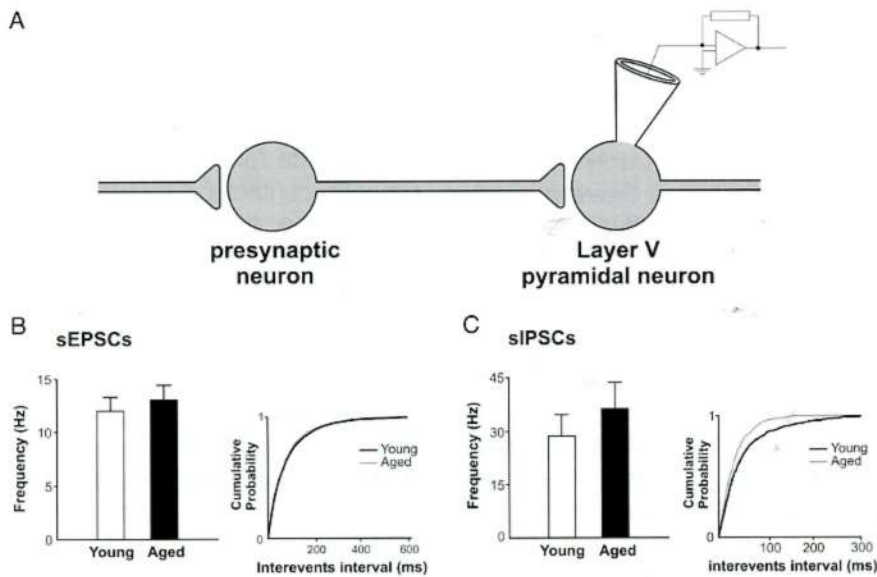 A
presynaptic
neuron
Layer V
pyramidal neuron
B
sEPSCs
Frequency (Hz)
15
10
5
0
Young
Aged
Cumulative
Probability
1
0
Young
Aged
200
400
600
Interevents interval (ms)
C
sIPSCs
Frequency (Hz)
45
30
15
0
Young
Aged
Cumulative
Probability
1
0
Young
Aged
100
200
300
interevents interval (ms)